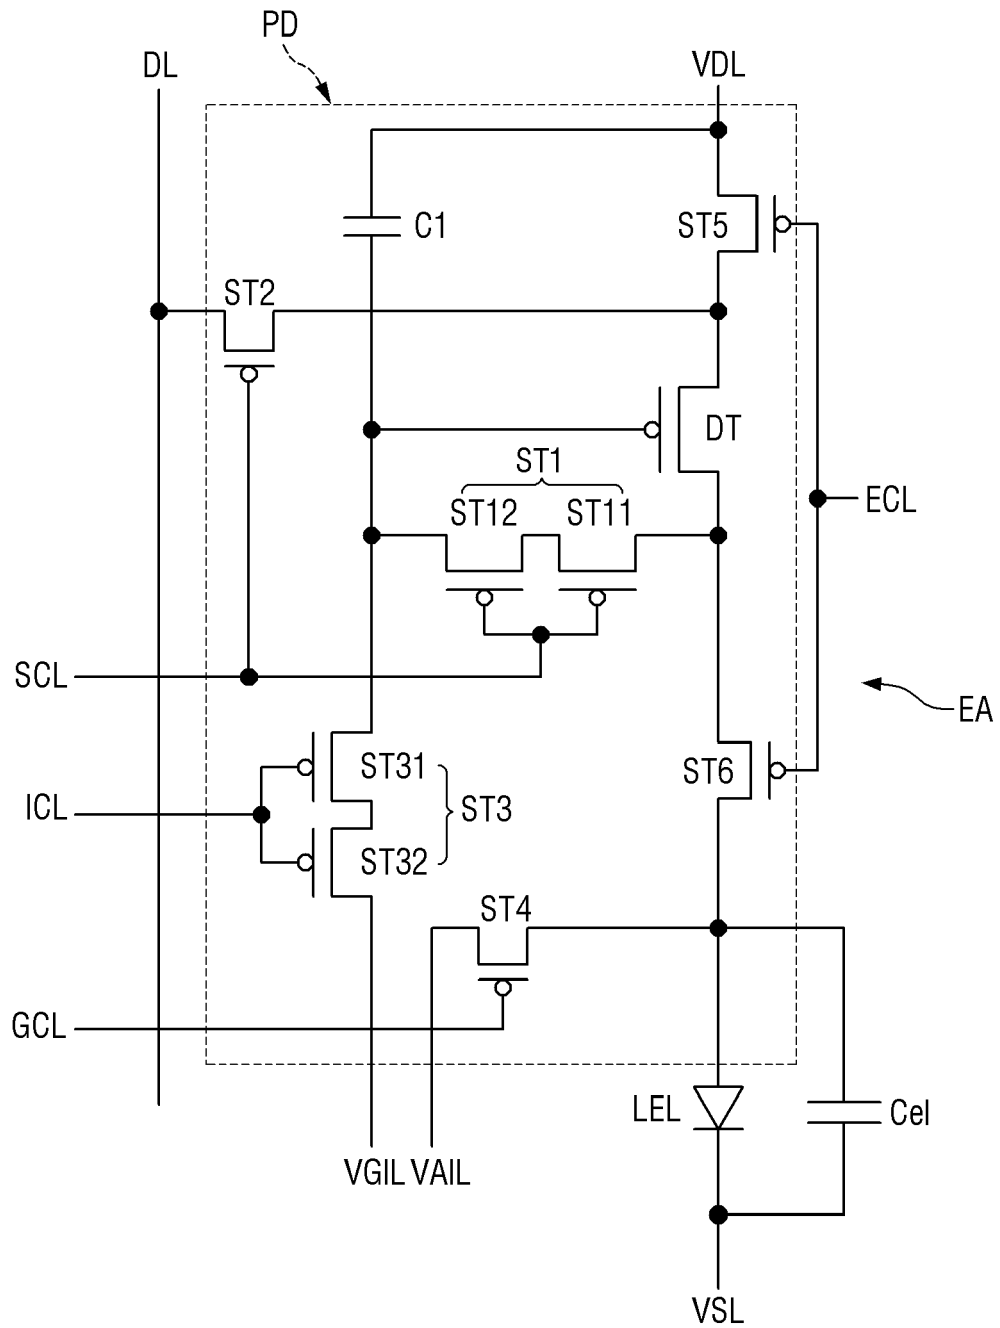 PD
DL
VDL
C1
ST5
ST2
DT
ST1
ST12
ST11
ECL
SCL
EA
ST31
ST6
ICL
ST3
ST32
ST4
GCL
LEL
Cel
VGIL
VAIL
VSL